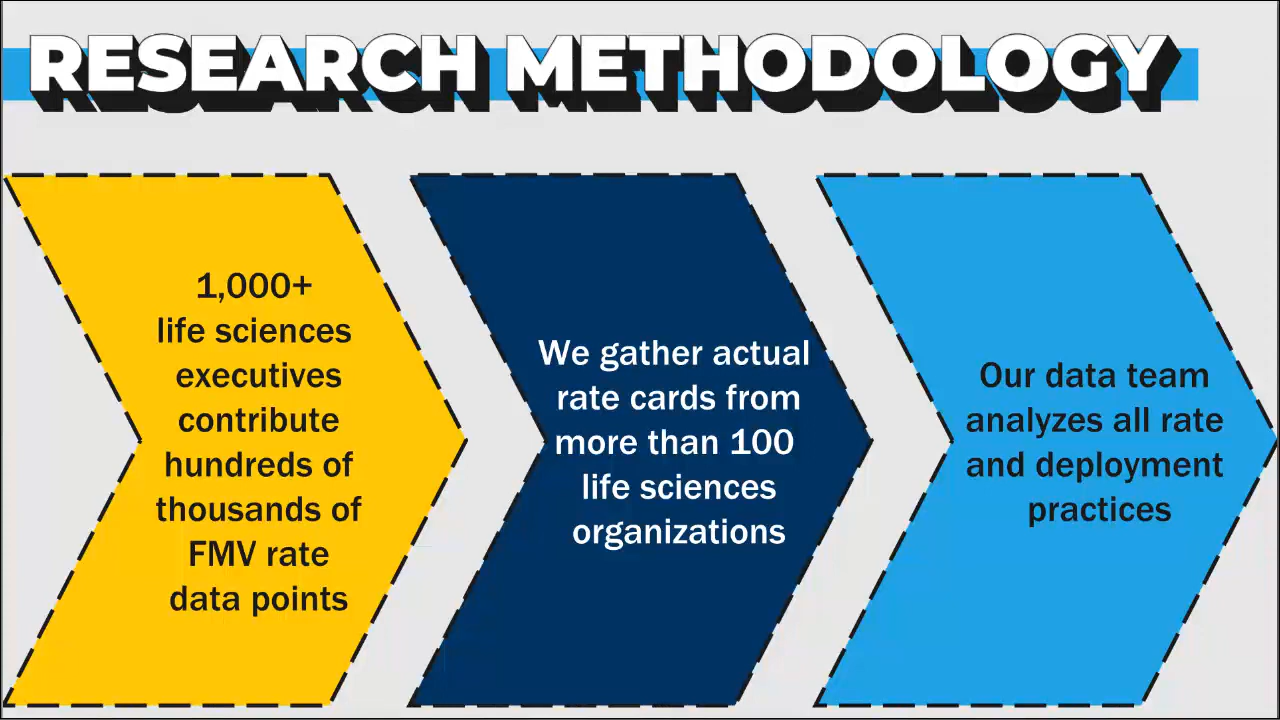 RESEARCH METHODOLOGY
1,000+
life sciences
executives
contribute
hundreds of
thousands of
FMV rate
data points
We gather actual
rate cards from
more than 100
life sciences
organizations
Our data team
analyzes all rate
and deployment
practices